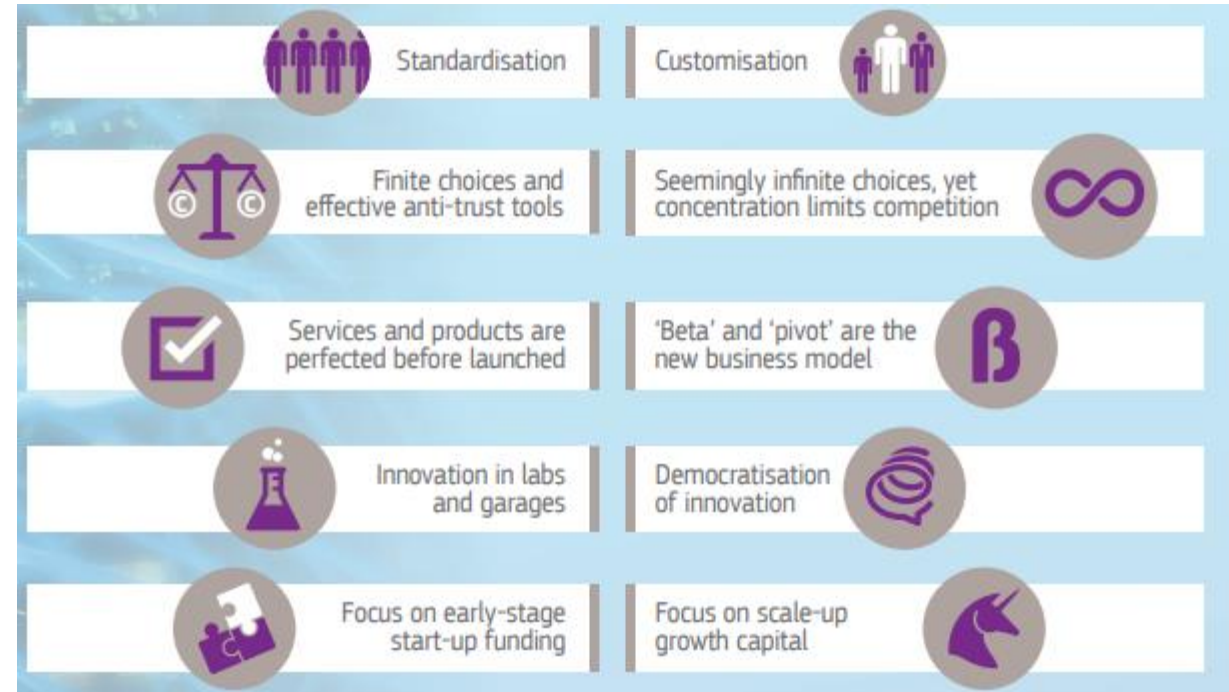 Standardisation
Customisation
Finite choices and
effective anti-trust tools
© ©
Seemingly infinite choices, yet
concentration limits competition
Services and products are
perfected before launched
‘Beta’ and ‘pivot’ are the
new business model
ß
Innovation in labs
and garages
Democratisation
of innovation
Focus on early-stage
start-up funding
Focus on scale-up
growth capital